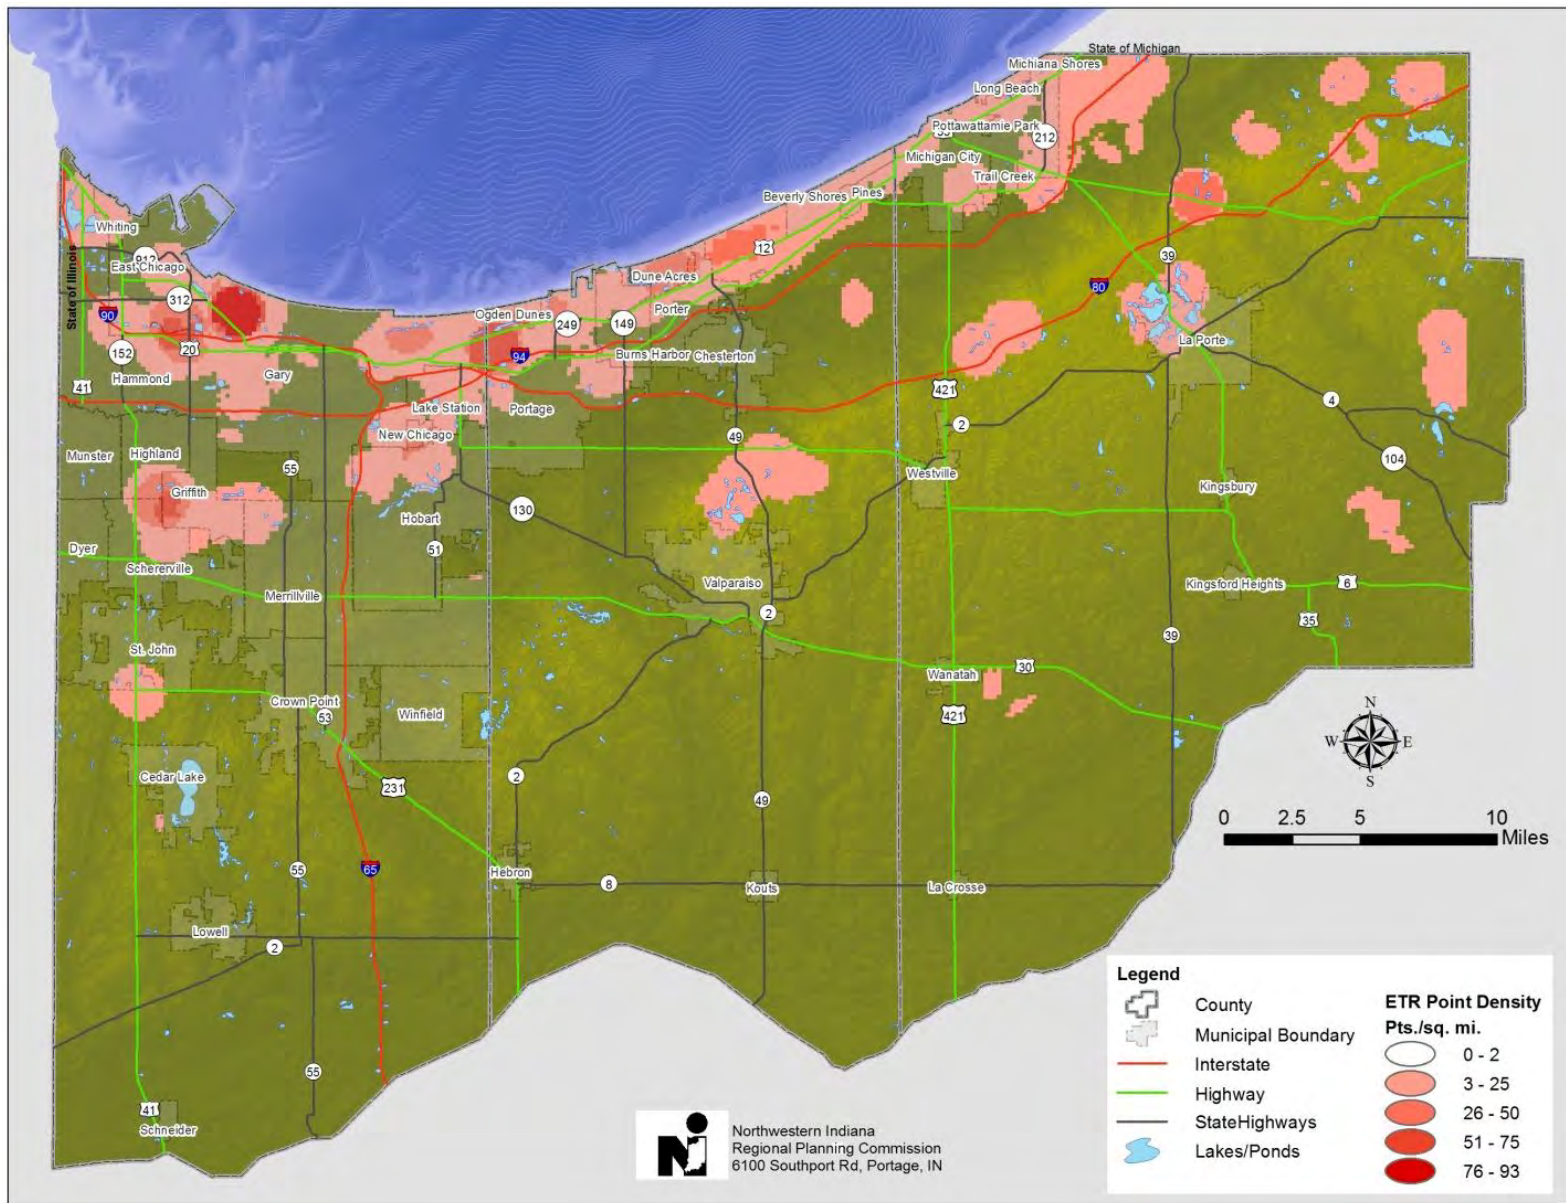 State of Michigan
Michiana Shores
Long Beach
Pottawattamie Park
212
Michigan City
Trail Creek
Beverly Shores
Pines
12
Whiting
912
East Chicago
State of Illinois
312
90
20
152
Hammond
41
Gary
Dune Acres
Porter
Ogden Dunes
249
149
94
Burns Harbor
Chesterton
39
80
La Porte
421
2
4
104
Lake Station
Portage
New Chicago
49
Munster
Highland
55
Griffith
Hobart
130
51
Westville
Kingsbury
Dyer
Schererville
Merrillville
Valparaiso
2
Kingsford Heights
6
35
39
St. John
Crown Point
53
Winfield
Wanatah
30
421
Cedar Lake
231
2
49
55
65
Hebron
8
Kouts
La Crosse
Lowell
2
55
41
Schneider
N
W
E
S
0
2.5
5
10
Miles
Legend
County
Municipal Boundary
Interstate
Highway
StateHighways
Lakes/Ponds
ETR Point Density
Pts./sq. mi.
0 - 2
3 - 25
26 - 50
51 - 75
76 - 93
Northwestern Indiana
Regional Planning Commission
6100 Southport Rd, Portage, IN